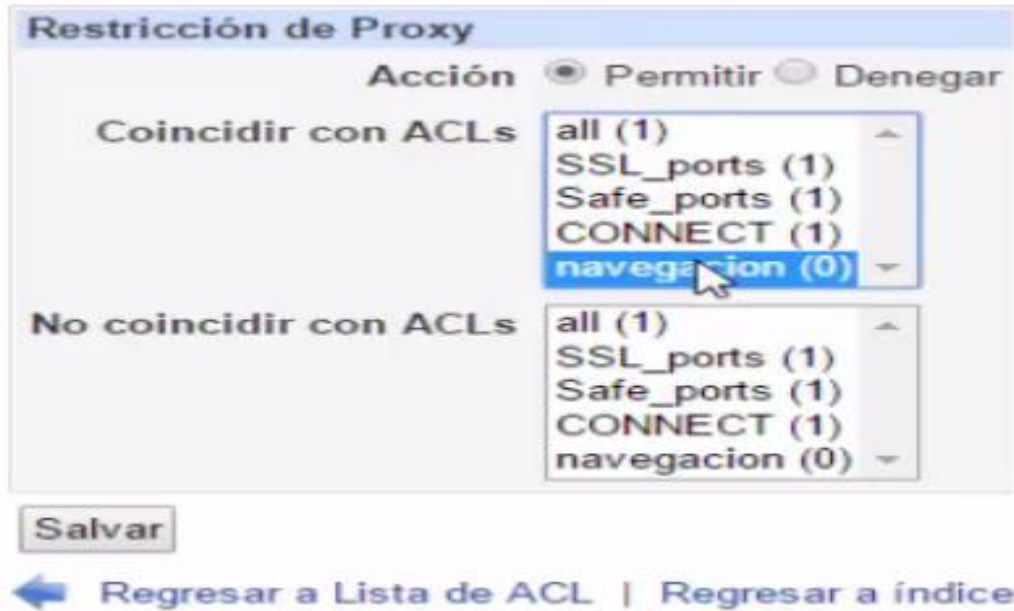 Restricción de Proxy
Acción Permitir Denegar
Coincidir con ACLs
all (1)
SSL_ports (1)
Safe_ports (1)
CONNECT (1)
navegacion (0)
No coincidir con ACLs
all (1)
SSL_ports (1)
Safe_ports (1)
CONNECT (1)
navegacion (0)
Salvar
Regresar a Lista de ACL | Regresar a índice